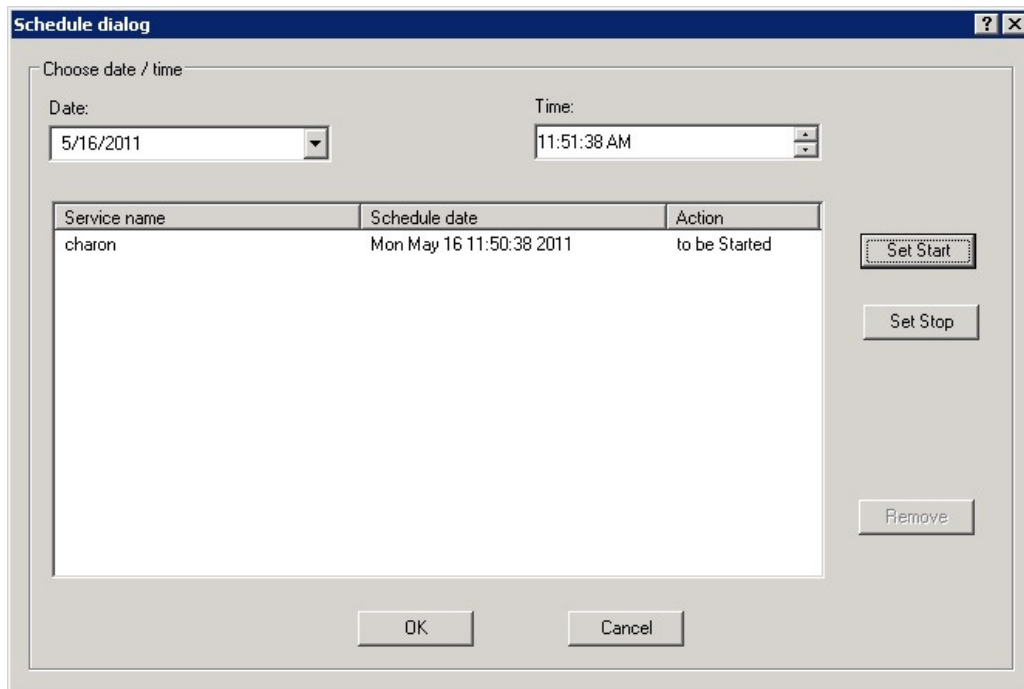 Schedule dialog
Choose date / time
Date:
Time:
5/16/2011
11:51:38 AM
Service name Schedule date Action
charon Mon May 16 11:50:38 2011 to be Started
Set Start
Set Stop
Remove
OK Cancel